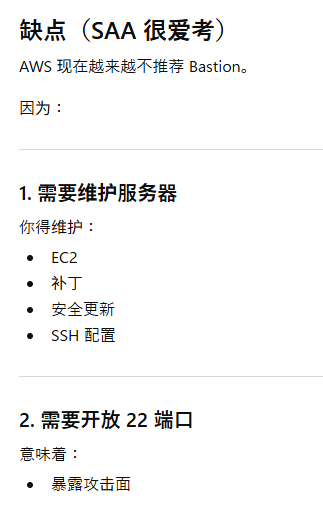 缺点（SAA 很爱考）
AWS 现在越来越不推荐 Bastion。
因为：
1. 需要维护服务器
你得维护：
• EC2
• 补丁
• 安全更新
• SSH 配置
2. 需要开放 22 端口
意味着：
• 暴露攻击面